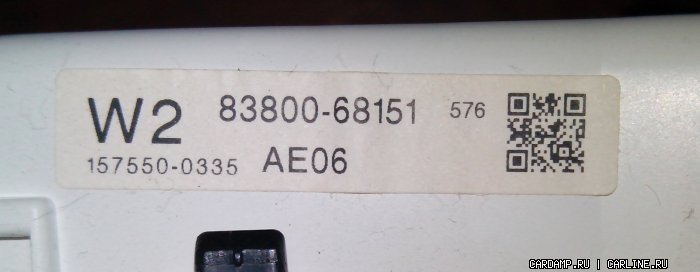 W2 83800-68151 576
157550-0335 AE06
CARDAMP.RU | CARLINE.RU